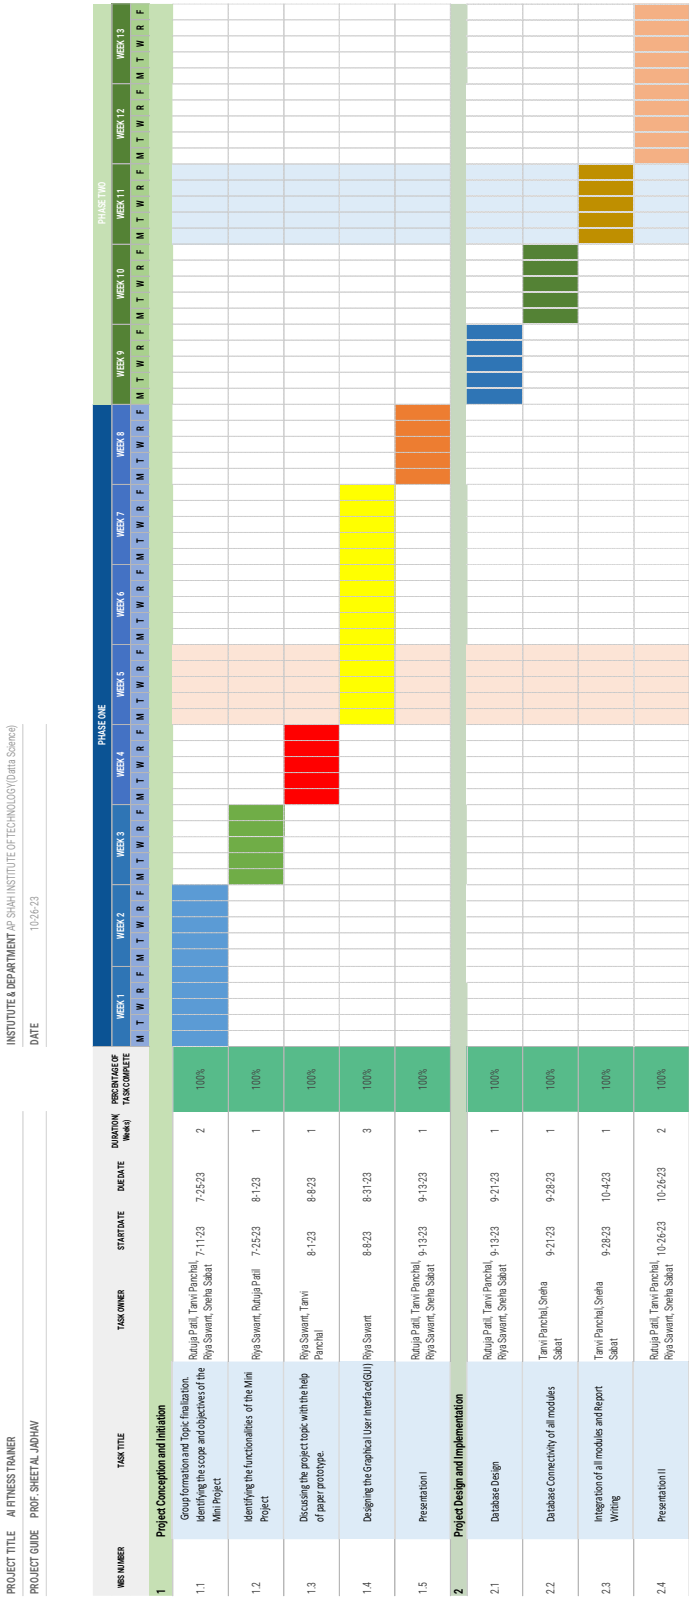 PROJECT TITLE AI FITNESS TRAINER
INSTUTUTE & DEPARTMENT AP SHAH INSTITUTE OF TECHNOLOGY(Datta Science)
PROJECT GUIDE PROF. SHEETAL JADHAV
DATE 10-26-23
PHASE ONE PHASE TWO
WBS NUMBER TASK TITLE TASK OWNER START DATE DUE DATE DURATION( Weeks) PERCENTAGE OF TASK COMPLETE WEEK 1 WEEK 2 WEEK 3 WEEK 4 WEEK 5 WEEK 6 WEEK 7 WEEK 8 WEEK 9 WEEK 10 WEEK 11 WEEK 12 WEEK 13
M T W R F M T W R F M T W R F M T W R F M T W R F M T W R F M T W R F M T W R F M T W R F M T W R F M T W R F M T W R F M T W R F
1 Project Conception and Initiation
1.1 Group formation and Topic finalization.
Identifying the scope and objectives of the
Mini Project
Rutuja Patil, Tanvi Panchal,
Riya Sawant, Sneha Sabat
7-11-23 7-25-23 2 100%
1.2 Identifying the functionalities of the Mini
Project
Riya Sawant, Rutuja Patil 7-25-23 8-1-23 1 100%
1.3 Discussing the project topic with the help
of paper prototype.
Riya Sawant, Tanvi
Panchal
8-1-23 8-8-23 1 100%
1.4 Designing the Graphical User Interface(GUI) Riya Sawant 8-8-23 8-31-23 3 100%
1.5 Presentation I
Rutuja Patil, Tanvi Panchal,
Riya Sawant, Sneha Sabat
9-13-23 9-13-23 1 100%
2 Project Design and Implementation
2.1 Database Design
Rutuja Patil, Tanvi Panchal,
Riya Sawant, Sneha Sabat
9-13-23 9-21-23 1 100%
2.2 Database Connectivity of all modules
Tanvi Panchal, Sneha
Sabat
9-21-23 9-28-23 1 100%
2.3 Integration of all modules and Report
Writing
Tanvi Panchal, Sneha
Sabat
9-28-23 10-4-23 1 100%
2.4 Presentation II
Rutuja Patil, Tanvi Panchal,
Riya Sawant, Sneha Sabat
10-26-23 10-26-23 2 100%